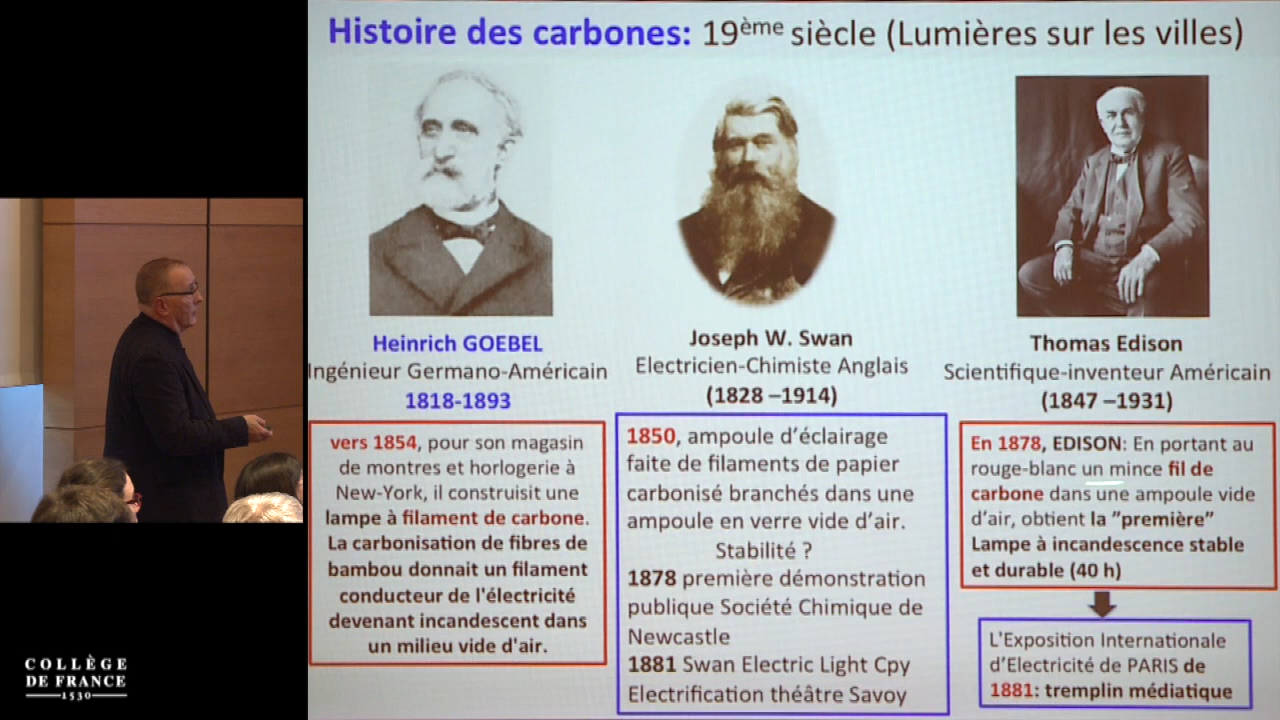 Histoire des carbones: 19ème siècle (Lumières sur les villes)
Heinrich GOEBEL
Ingénieur Germano-Américain
1818-1893
vers 1854, pour son magasin
de montres et horlogerie à
New-York, il construisit une
lampe à filament de carbone.
La carbonisation de fibres de
bambou donnait un filament
conducteur de l'électricité
devenant incandescent dans
un milieu vide d'air.
Joseph W. Swan
Electricien-Chimiste Anglais
(1828 –1914)
1850, ampoule d'éclairage
faite de filaments de papier
carbonisé branchés dans une
ampoule en verre vide d'air.
Stabilité ?
1878 première démonstration
publique Société Chimique de
Newcastle
1881 Swan Electric Light Cpy
Electrification théâtre Savoy
Thomas Edison
Scientifique-inventeur Américain
(1847 –1931)
En 1878, EDISON: En portant au
rouge-blanc un mince fil de
carbone dans une ampoule vide
d'air, obtient la "première"
Lampe à incandescence stable
et durable (40 h)
L'Exposition Internationale
d'Electricité de PARIS de
1881: tremplin médiatique
COLLÈGE
DE FRANCE
1530